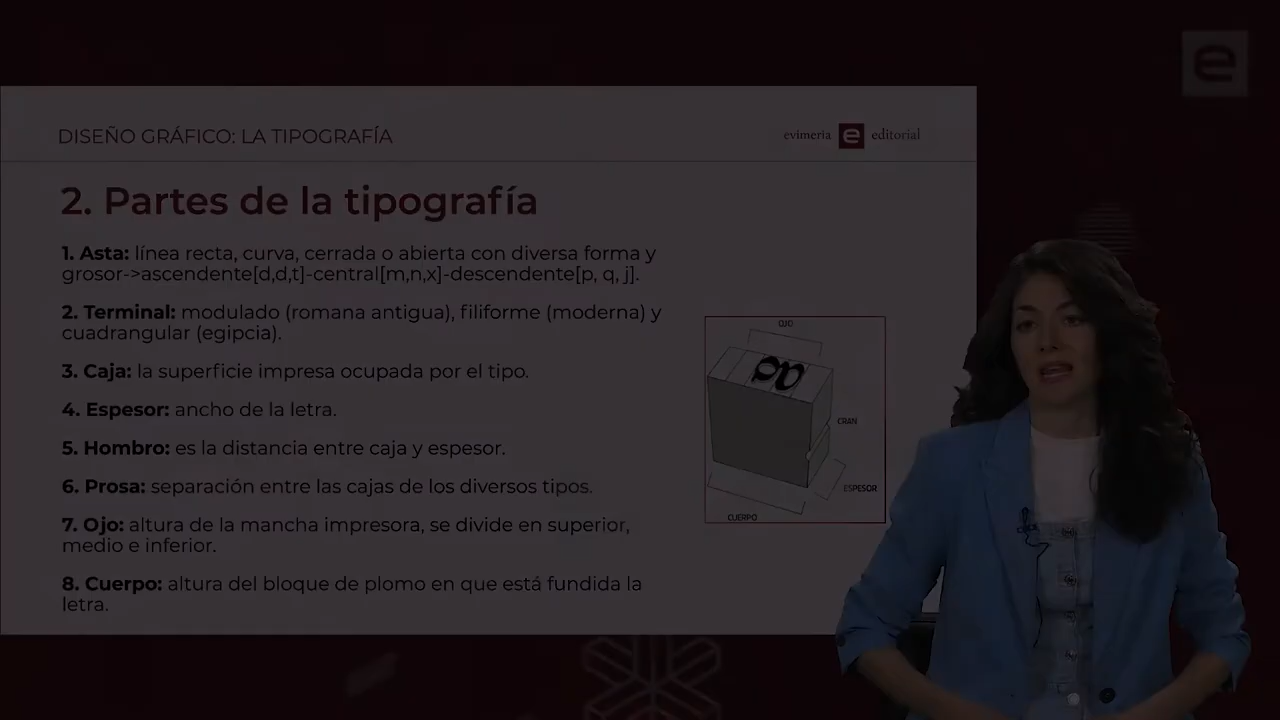 DISEÑO GRÁFICO: LA TIPOGRAFÍA
evimeria e editorial
e
2. Partes de la tipografía
1. Asta: línea recta, curva, cerrada o abierta con diversa forma y
grosor->ascendente[d,d,t]-central[m,n,x]-descendente[p, q, j].
2. Terminal: modulado (romana antigua), filiforme (moderna) y
cuadrangular (egipcia).
3. Caja: la superficie impresa ocupada por el tipo.
4. Espesor: ancho de la letra.
5. Hombro: es la distancia entre caja y espesor.
6. Prosa: separación entre las cajas de los diversos tipos.
7. Ojo: altura de la mancha impresora, se divide en superior,
medio e inferior.
8. Cuerpo: altura del bloque de plomo en que está fundida la
letra.
OJO
CRAN
ESPESOR
CUERPO